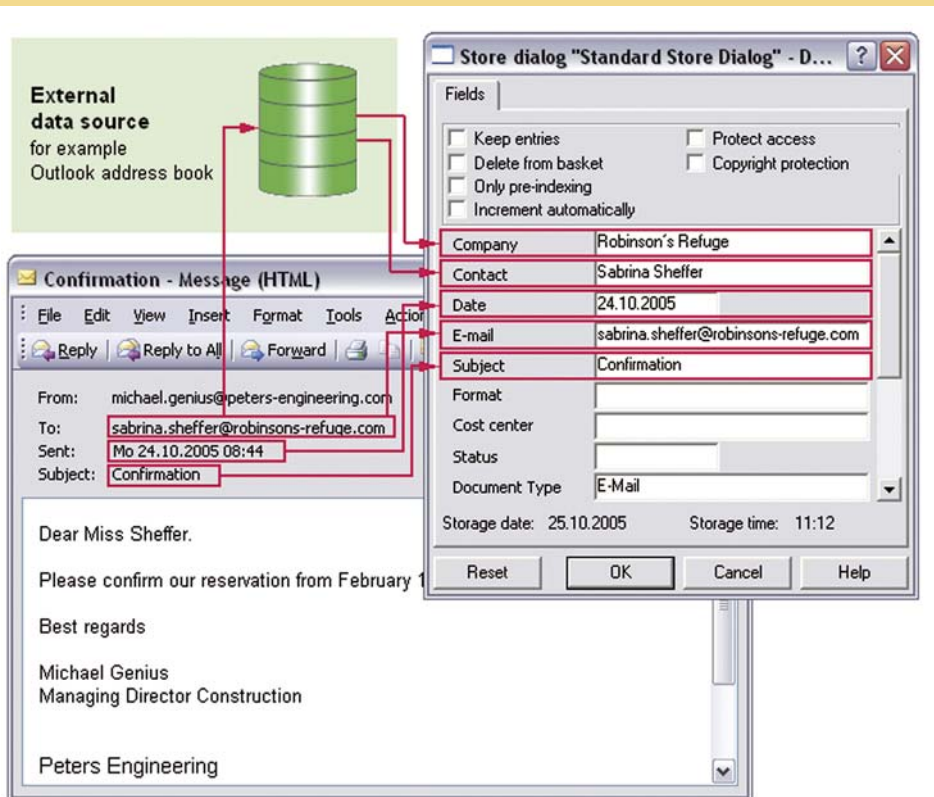 External
data source
for example
Outlook address book
Store dialog "Standard Store Dialog" - D...
Fields
Keep entries
Protect access
Delete from basket
Copyright protection
Only pre-indexing
Increment automatically
Company Robinson's Refuge
Contact Sabrina Sheffer
Date 24.10.2005
E-mail sabrina.sheffer@robinsons-refuge.com
Subject Confirmation
Format
Cost center
Status
Document Type E-Mail
Storage date: 25.10.2005 Storage time: 11:12
Reset OK Cancel Help
Confirmation - Message (HTML)
File Edit View Insert Format Tools
Reply Reply to All Forward
From: michael.genius@peters-engineering.com
To: sabrina.sheffer@robinsons-refuge.com
Sent: Mo 24.10.2005 08:44
Subject: Confirmation
Dear Miss Sheffer.
Please confirm our reservation from February 1
Best regards
Michael Genius
Managing Director Construction
Peters Engineering